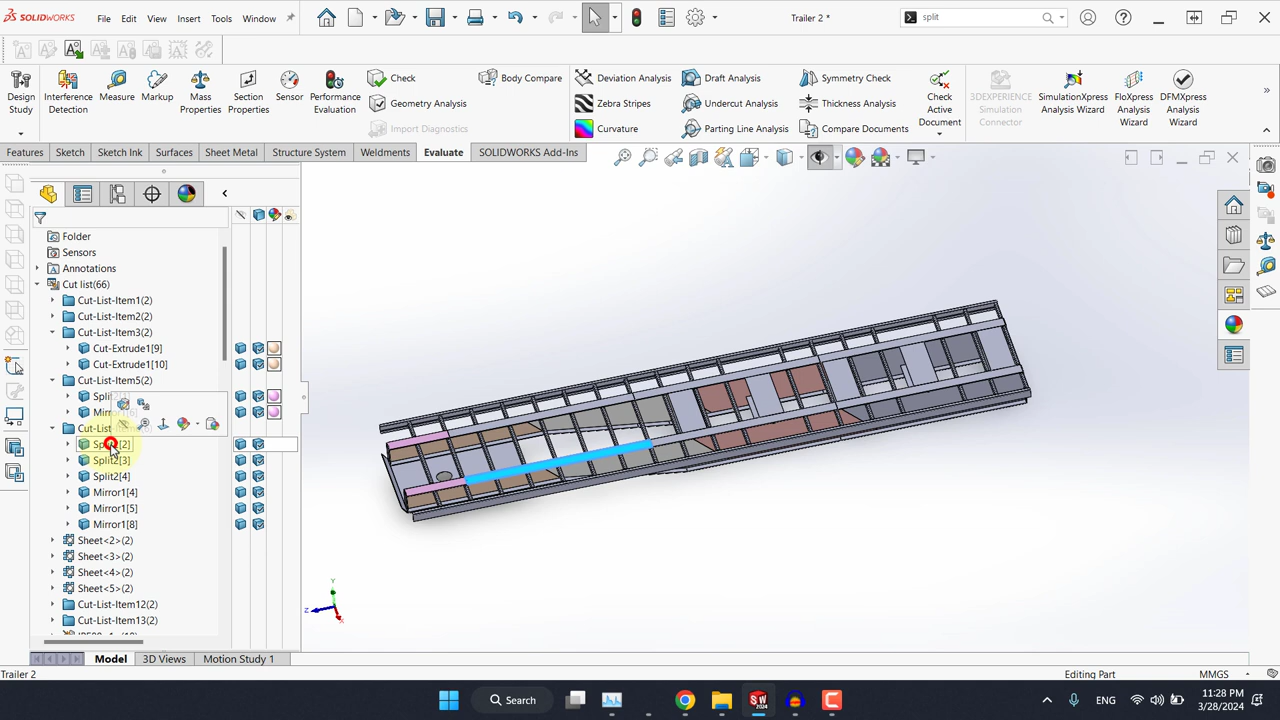 SOLIDWORKS
File
Edit
View
Insert
Tools
Window
Trailer 2 *
split
Design
Study
Interference
Detection
Measure
Markup
Mass
Properties
Section
Properties
Sensor
Performance
Evaluation
Check
Geometry Analysis
Import Diagnostics
Body Compare
Deviation Analysis
Zebra Stripes
Curvature
Draft Analysis
Undercut Analysis
Parting Line Analysis
Symmetry Check
Thickness Analysis
Compare Documents
Check
Active
Document
3DEXPERIENCE
Simulation
Connector
SimulationXpress
Analysis Wizard
FloXpress
Analysis
Wizard
DFMXpress
Analysis
Wizard
Features
Sketch
Sketch Ink
Surfaces
Sheet Metal
Structure System
Weldments
Evaluate
SOLIDWORKS Add-Ins
Folder
Sensors
Annotations
Cut list(66)
Cut-List-Item1(2)
Cut-List-Item2(2)
Cut-List-Item3(2)
Cut-Extrude1[9]
Cut-Extrude1[10]
Cut-List-Item5(2)
Mirror1[6]
Split2[3]
Split2[4]
Mirror1[4]
Mirror1[5]
Mirror1[8]
Sheet<2>(2)
Sheet<3>(2)
Sheet<4>(2)
Sheet<5>(2)
Cut-List-Item12(2)
Cut-List-Item13(2)
Y
Z
X
Model
3D Views
Motion Study 1
Trailer 2
Editing Part
MMGS
Search
SW
2024
ENG
11:28 PM
3/28/2024